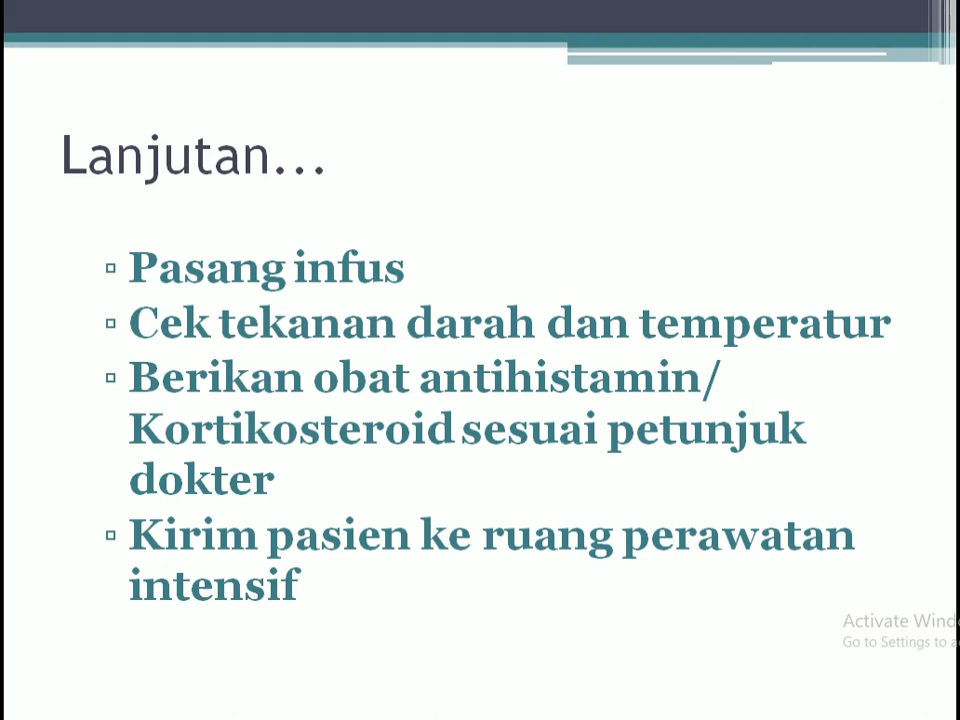 Lanjutan...
▫ Pasang infus
▫ Cek tekanan darah dan temperatur
▫ Berikan obat antihistamin/
Kortikosteroid sesuai petunjuk
dokter
▫ Kirim pasien ke ruang perawatan
intensif
Activate Wind
Go to Settings to a